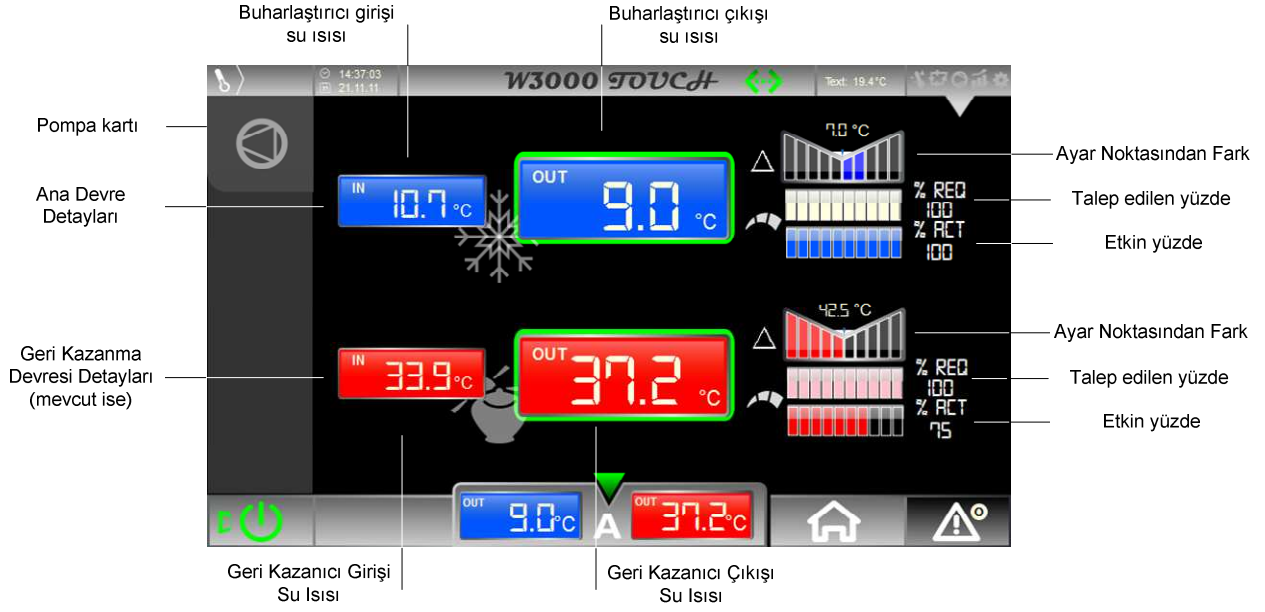 Buharlaştırıcı girişi
su ısısı
Buharlaştırıcı çıkışı
su ısısı
14:37:03
21.11.11
W3000 TOUCH
Text: 19.4°C
Pompa kartı
Ana Devre
Detayları
IN
10.7 °C
OUT
9.0 °C
7.0 °C
% REQ
100
% ACT
100
Ayar Noktasından Fark
Talep edilen yüzde
Etkin yüzde
Geri Kazanma
Devresi Detayları
(mevcut ise)
IN
33.9 °C
OUT
37.2 °C
42.5 °C
% REQ
100
% ACT
75
Ayar Noktasından Fark
Talep edilen yüzde
Etkin yüzde
OUT
9.0°C
A
OUT
37.2°C
Geri Kazanıcı Girişi
Su Isısı
Geri Kazanıcı Çıkışı
Su Isısı